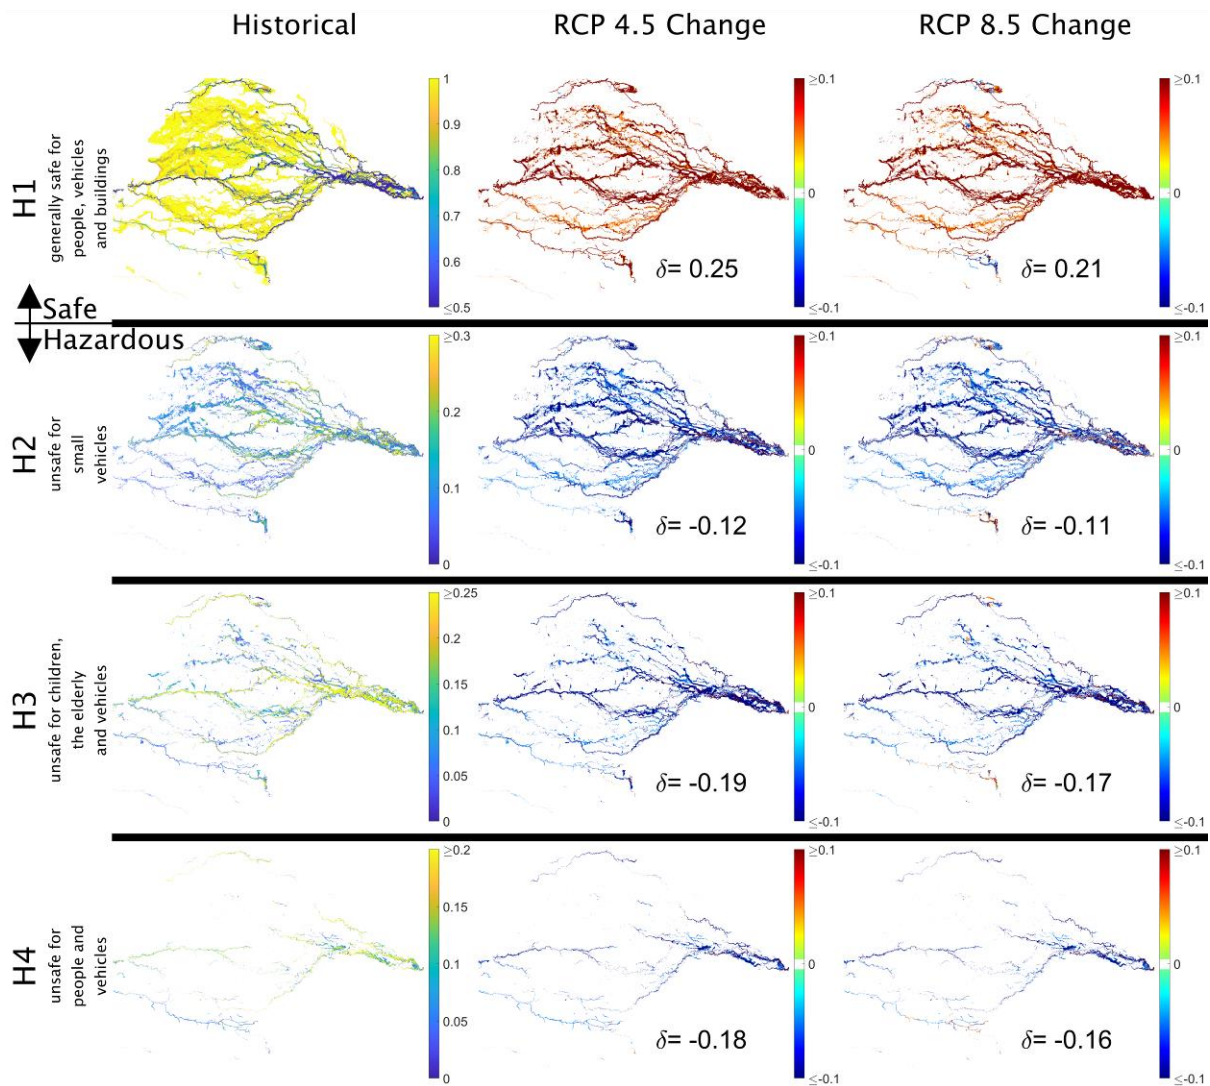 Historical
RCP 4.5 Change
RCP 8.5 Change
H1
generally safe for
people, vehicles
and buildings
1
0.9
0.8
0.7
0.6
≤0.5
≥0.1
0
≤-0.1
δ= 0.25
≥0.1
0
≤-0.1
δ= 0.21
Safe
Hazardous
H2
unsafe for
small
vehicles
≥0.3
0.2
0.1
0
≥0.1
0
≤-0.1
δ= -0.12
≥0.1
0
≤-0.1
δ= -0.11
H3
unsafe for children,
the elderly
and vehicles
≥0.25
0.2
0.15
0.1
0.05
0
≥0.1
0
≤-0.1
δ= -0.19
≥0.1
0
≤-0.1
δ= -0.17
H4
unsafe for
people and
vehicles
≥0.2
0.15
0.1
0.05
0
≥0.1
0
≤-0.1
δ= -0.18
≥0.1
0
≤-0.1
δ= -0.16